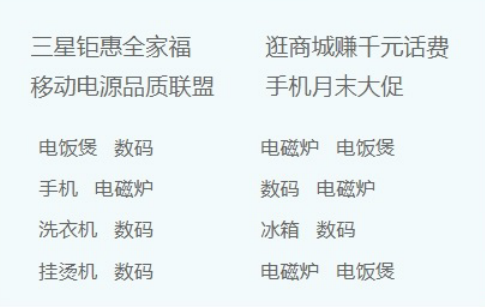 三星钜惠全家福 逛商城赚千元话费
移动电源品质联盟 手机月末大促
电饭煲 数码 电磁炉 电饭煲
手机 电磁炉 数码 电磁炉
洗衣机 数码 冰箱 数码
挂烫机 数码 电磁炉 电饭煲